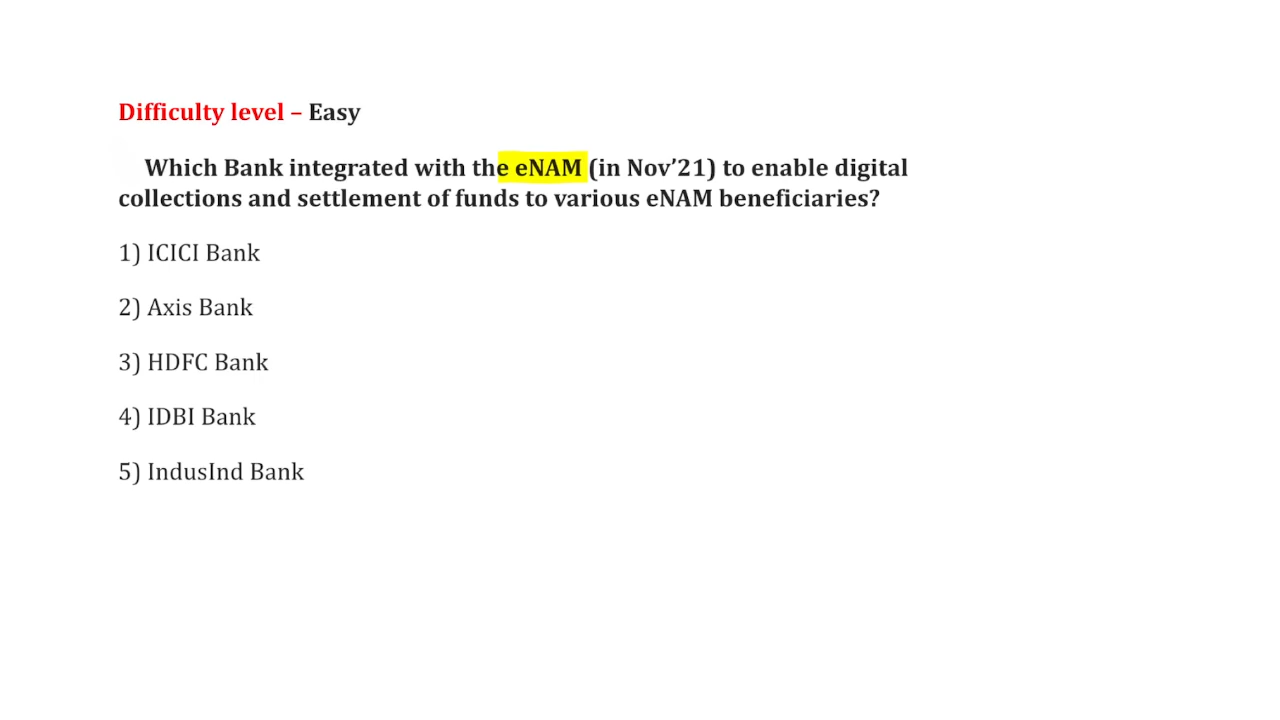 Difficulty level – Easy
Which Bank integrated with the eNAM (in Nov’21) to enable digital
collections and settlement of funds to various eNAM beneficiaries?
1) ICICI Bank
2) Axis Bank
3) HDFC Bank
4) IDBI Bank
5) IndusInd Bank